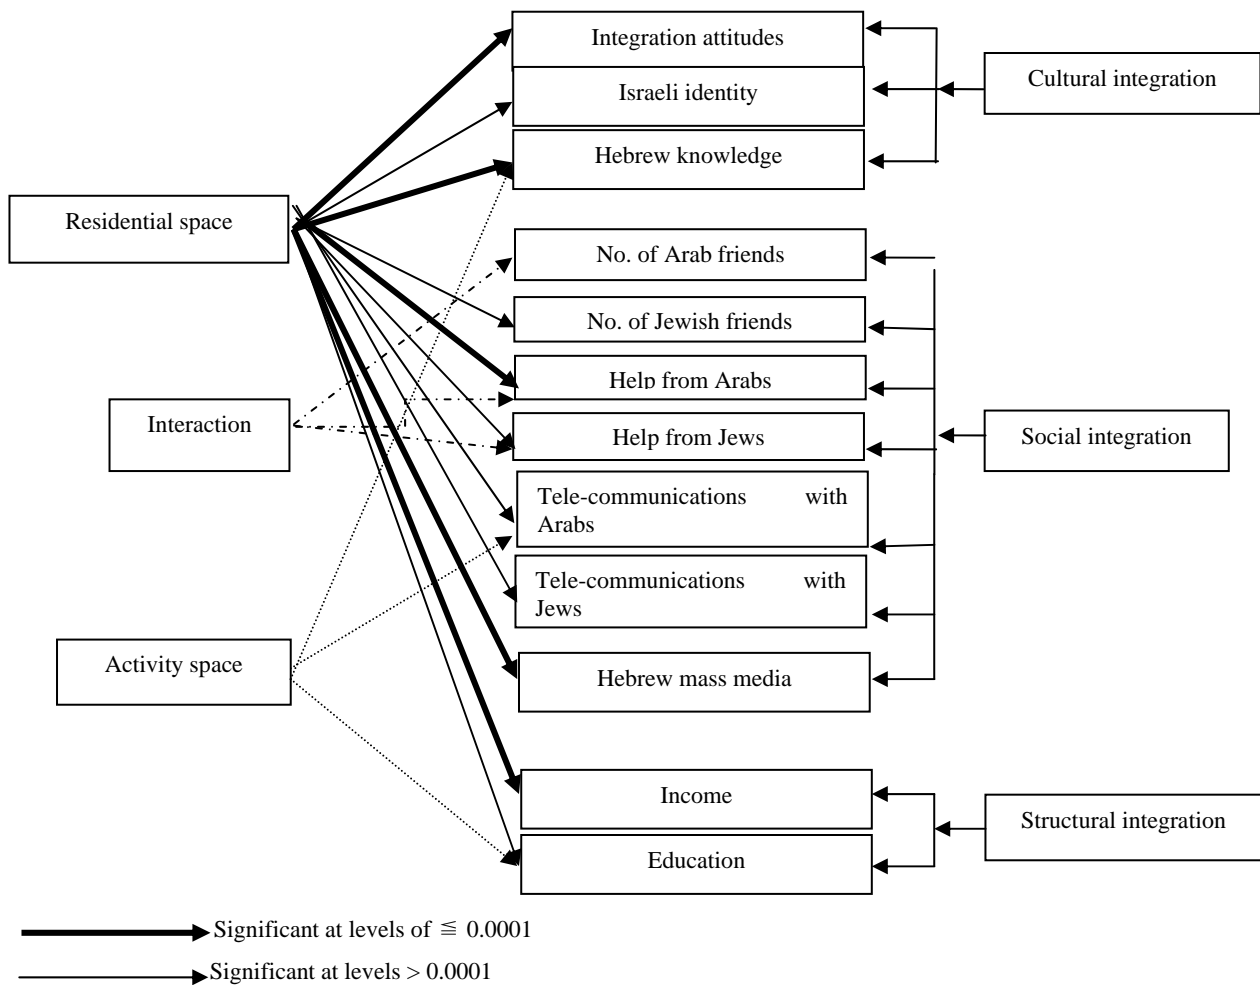 Integration attitudes
Israeli identity
Hebrew knowledge
Cultural integration
Residential space
No. of Arab friends
No. of Jewish friends
Help from Arabs
Help from Jews
Interaction
Social integration
Tele-communications with
Arabs
Tele-communications with
Jews
Activity space
Hebrew mass media
Income
Education
Structural integration
Significant at levels of ≦ 0.0001
Significant at levels > 0.0001